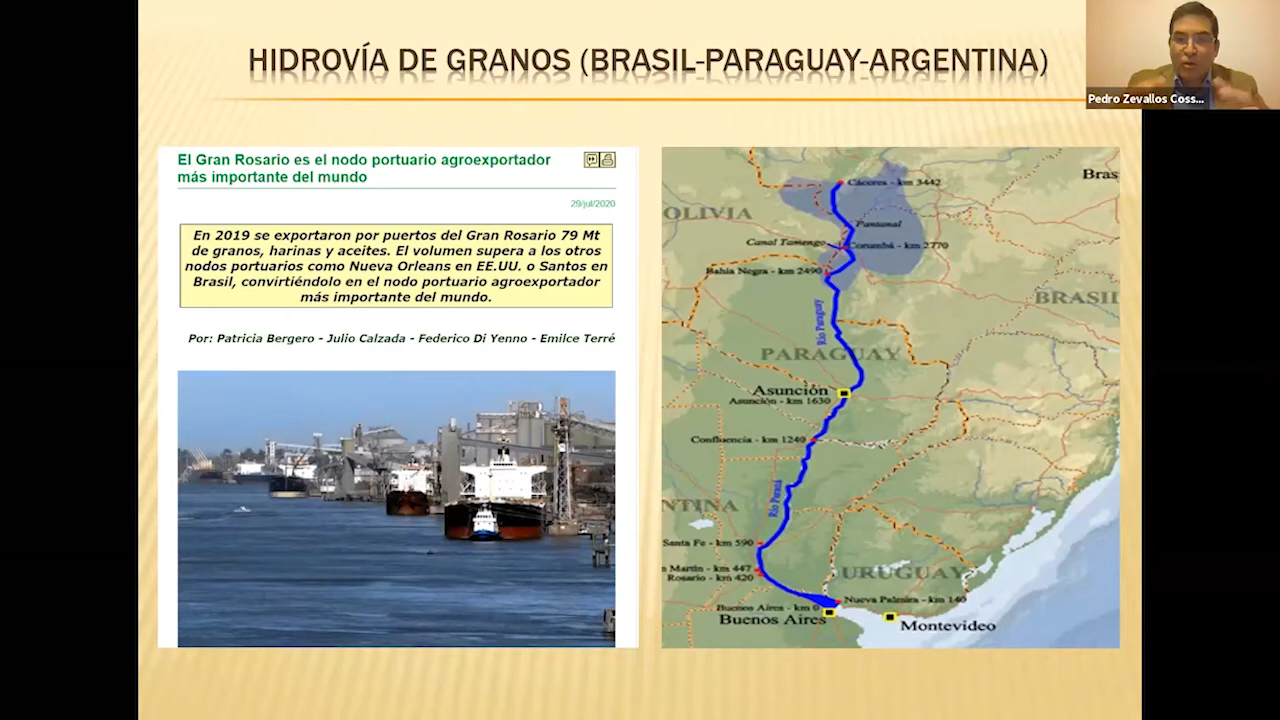 HIDROVÍA DE GRANOS (BRASIL-PARAGUAY-ARGENTINA)
Pedro Zevallos Coss...
El Gran Rosario es el nodo portuario agroexportador
más importante del mundo
29/jul/2020
En 2019 se exportaron por puertos del Gran Rosario 79 Mt
de granos, harinas y aceites. El volumen supera a los otros
nodos portuarios como Nueva Orleans en EE.UU. o Santos en
Brasil, convirtiéndolo en el nodo portuario agroexportador
más importante del mundo.
Por: Patricia Bergero - Julio Calzada - Federico Di Yenno - Emilce Terré
Bras
Cáceres - km 3442
OLIVIA
Pantanal
Canal Tamengo
Corumbá - km 2770
Bahía Negra - km 2490
BRASIL
Río Paraguay
PARAGUAY
Asunción
Asunción - km 1630
Confluencia - km 1240
Río Paraná
NTINA
Santa Fe - km 590
n Martín - km 447
Rosario - km 420
URUGUAY
Nueva Palmira - km 140
Buenos Aires - km 0
Buenos Aires
Montevideo